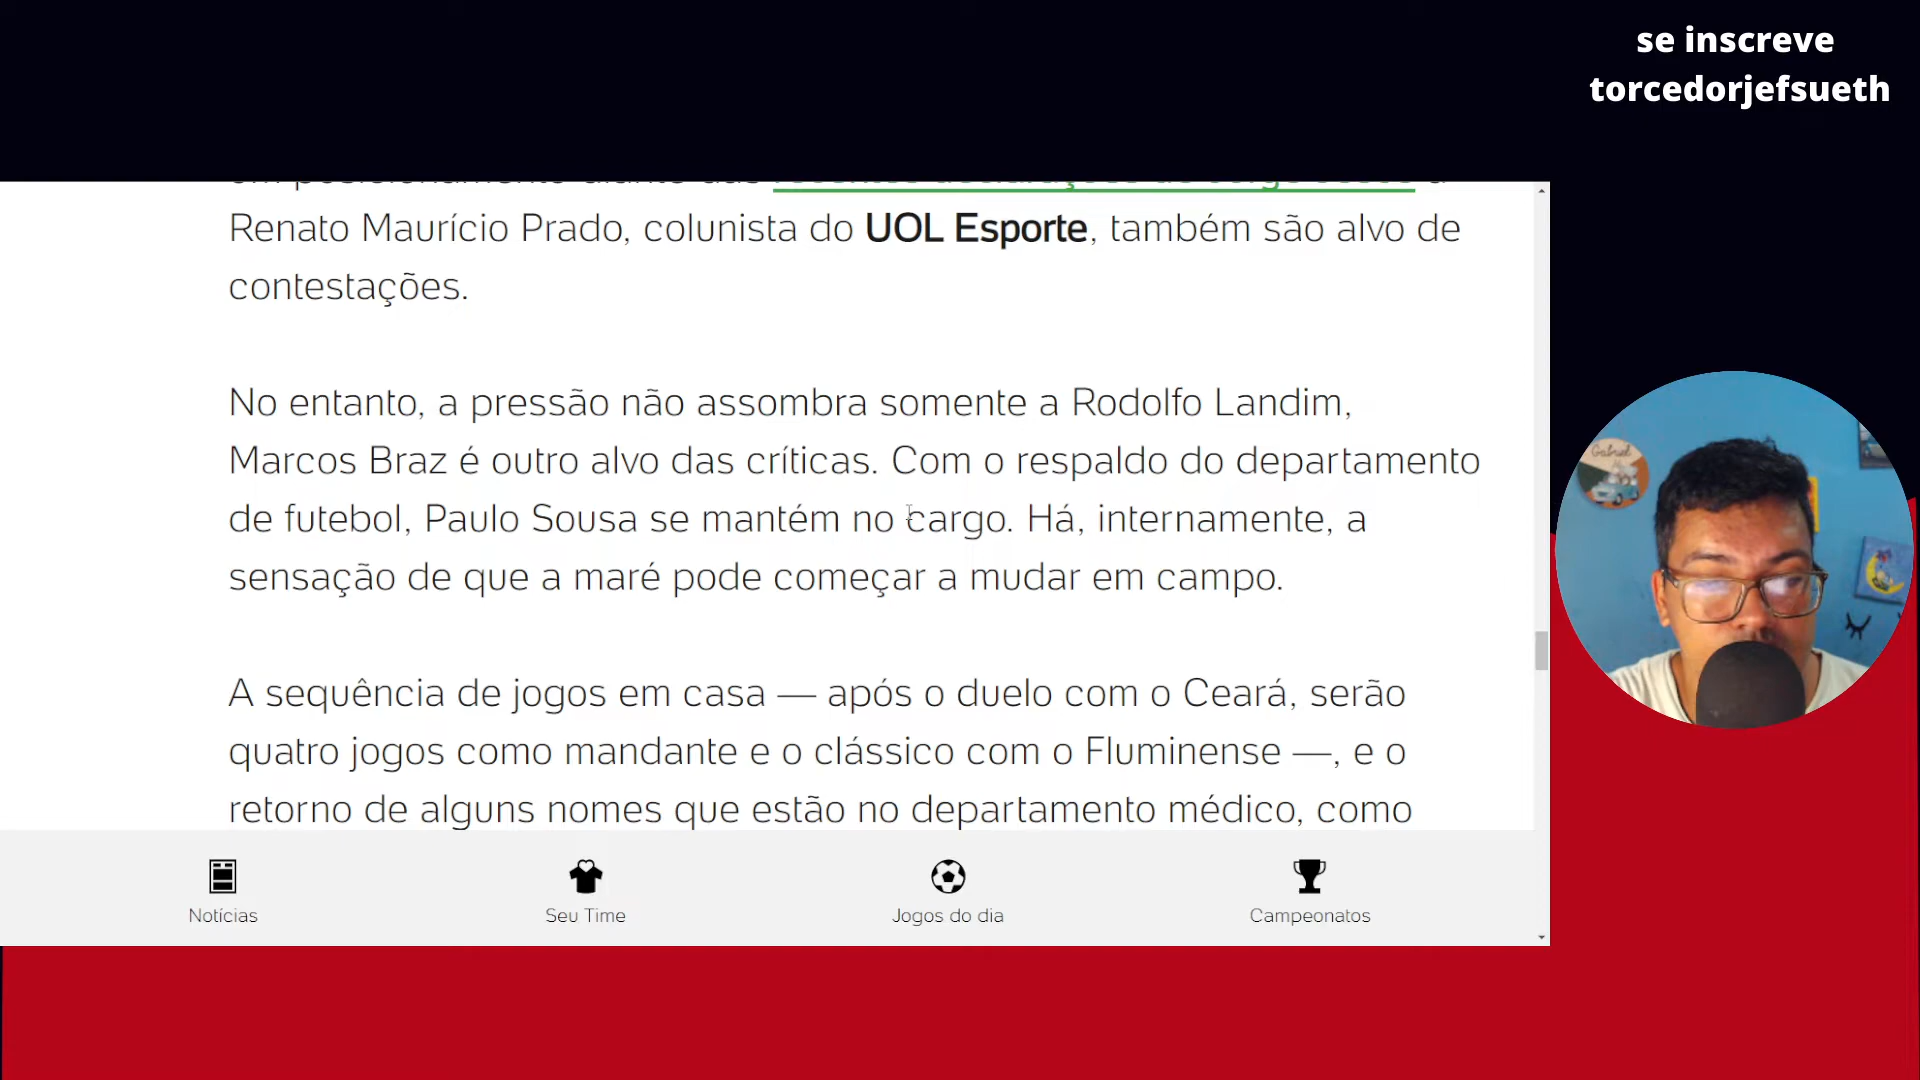 se inscreve
torcedorjefsueth
Renato Maurício Prado, colunista do UOL Esporte, também são alvo de
contestações.
No entanto, a pressão não assombra somente a Rodolfo Landim,
Marcos Braz é outro alvo das críticas. Com o respaldo do departamento
de futebol, Paulo Sousa se mantém no cargo. Há, internamente, a
sensação de que a maré pode começar a mudar em campo.
A sequência de jogos em casa — após o duelo com o Ceará, serão
quatro jogos como mandante e o clássico com o Fluminense —, e o
retorno de alguns nomes que estão no departamento médico, como
Notícias
Seu Time
Jogos do dia
Campeonatos
Gabriel